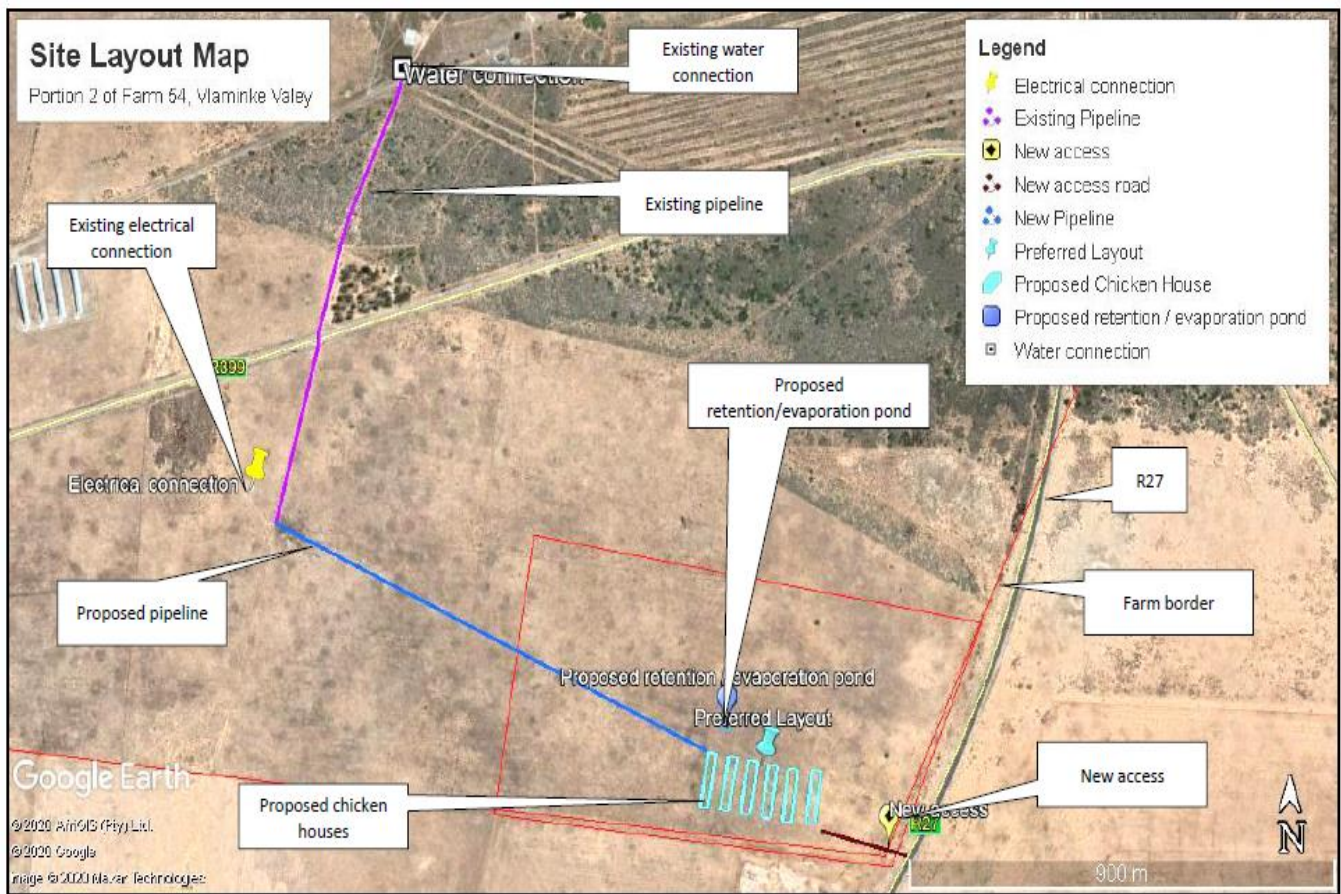 Site Layout Map
Portion 2 of Farm 54, Vlaminke Valey
Existing water
connection
Water connection
Legend
Electrical connection
Existing Pipeline
New access
New access road
New Pipeline
Preferred Layout
Proposed Chicken House
Proposed retention / evaporation pond
Water connection
Existing pipeline
Existing electrical
connection
R399
Proposed
retention/evaporation pond
Electrical connection
R27
Proposed pipeline
Farm border
Proposed retention / evaporation pond
Preferred Layout
Google Earth
Proposed chicken
houses
New access
New access
R27
© 2020 AfriGIS (Pty) Ltd.
© 2020 Google
Image © 2020 Maxar Technologies
900 m
N